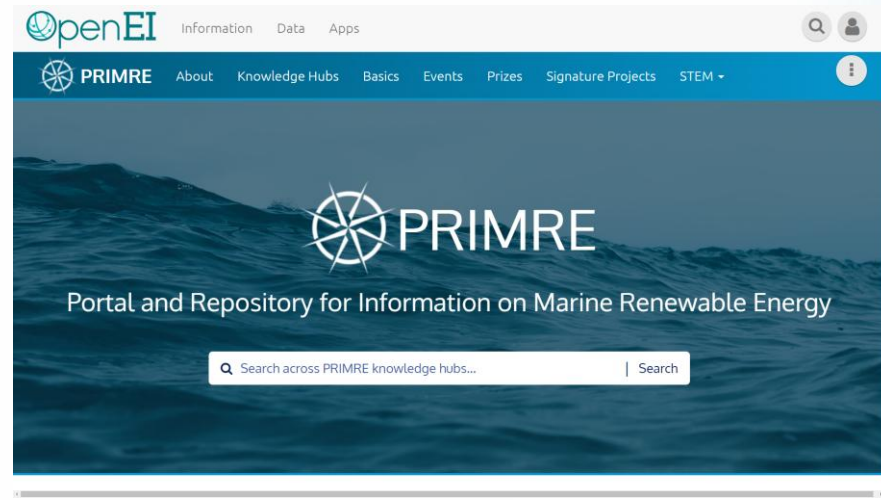 OpenEI Information Data Apps
PRIMRE About Knowledge Hubs Basics Events Prizes Signature Projects STEM
PRIMRE
Portal and Repository for Information on Marine Renewable Energy
Search across PRIMRE knowledge hubs... | Search